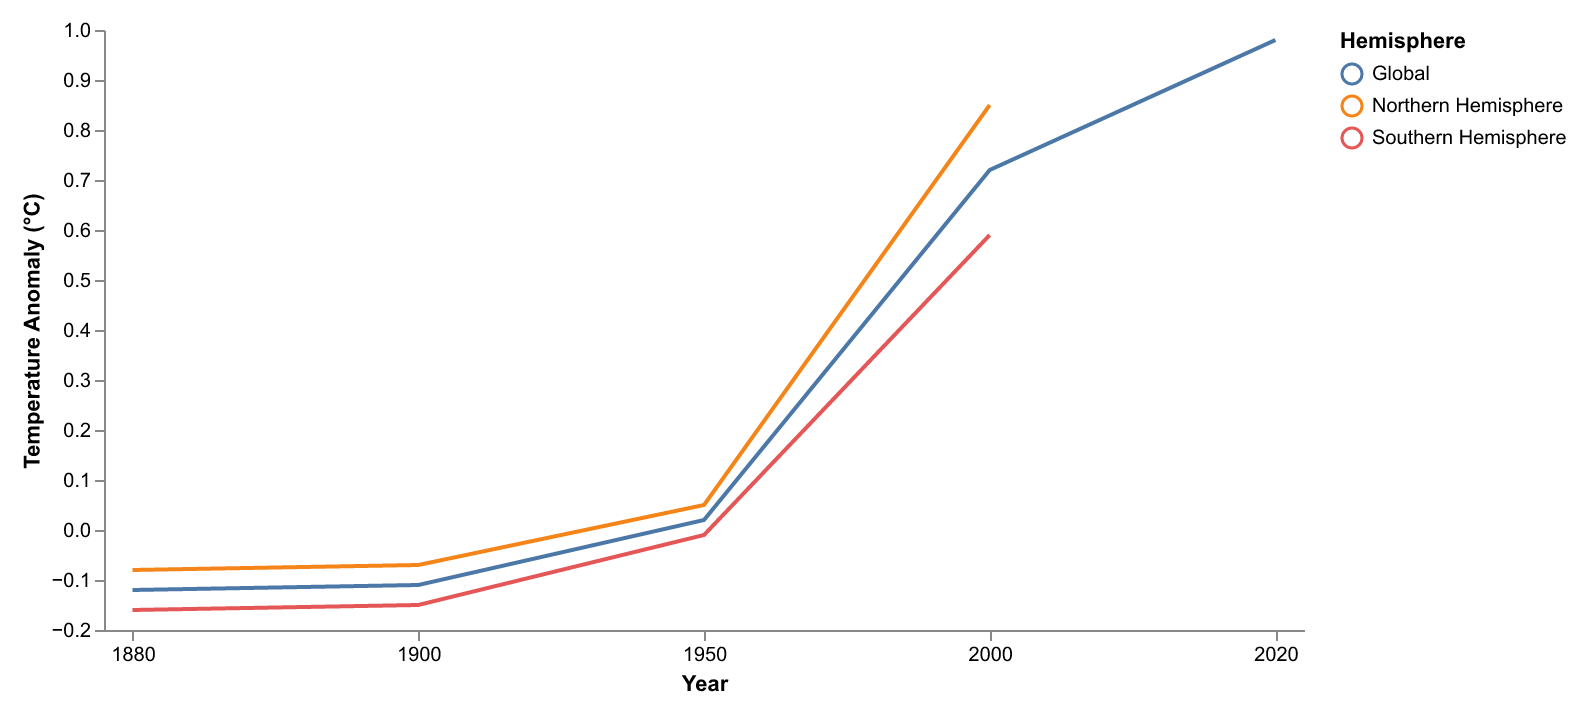 1.0
0.9
0.8
0.7
0.6
0.5
0.4
0.3
0.2
0.1
0.0
−0.1
−0.2
Temperature Anomaly (°C)
1880 1900 1950 2000 2020
Year
Hemisphere
Global
Northern Hemisphere
Southern Hemisphere